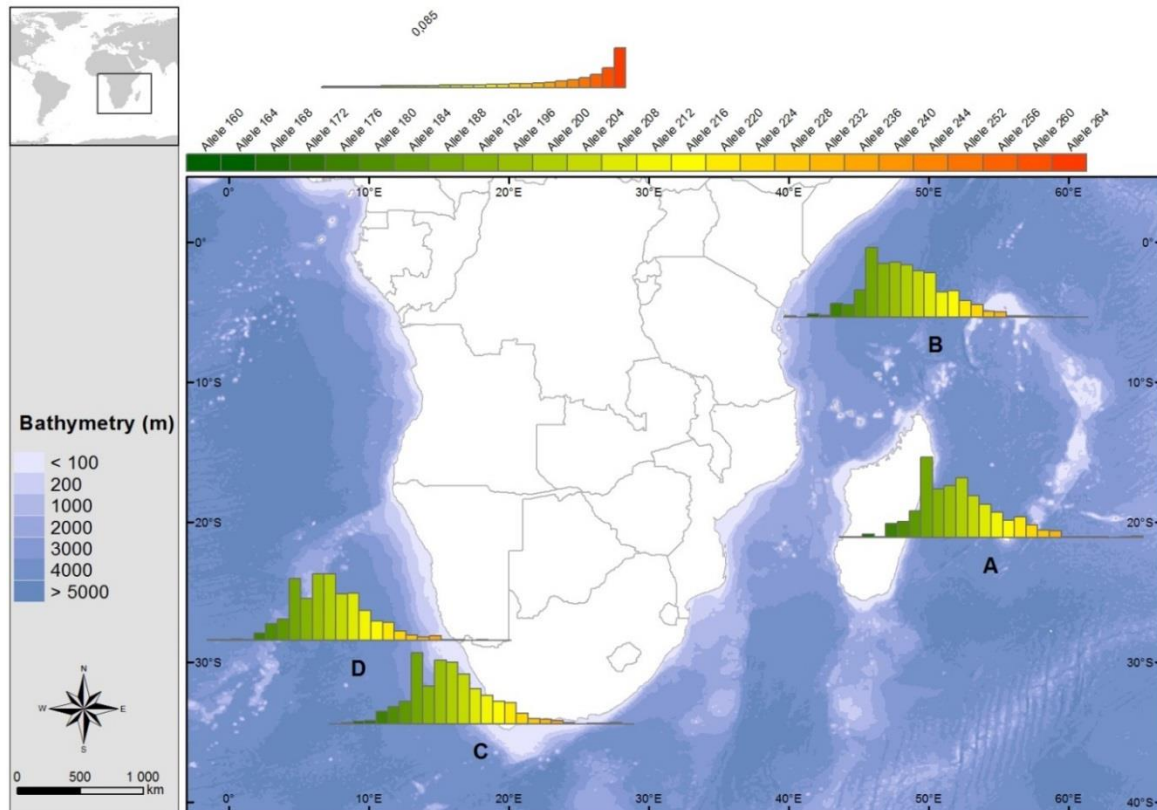 0,085
Allele 160
Allele 164
Allele 168
Allele 172
Allele 176
Allele 180
Allele 184
Allele 188
Allele 192
Allele 196
Allele 200
Allele 204
Allele 208
Allele 212
Allele 216
Allele 220
Allele 224
Allele 228
Allele 232
Allele 236
Allele 240
Allele 244
Allele 252
Allele 256
Allele 260
Allele 264
0° 10°E 20°E 30°E 40°E 50°E 60°E
0° 0°
B
10°S 10°S
Bathymetry (m)
< 100
200
1000
2000
3000
4000
> 5000
20°S 20°S
A
D
30°S 30°S
C
N
W E
S
0 500 1 000
km
0° 10°E 20°E 30°E 40°E 50°E 60°E 40°S